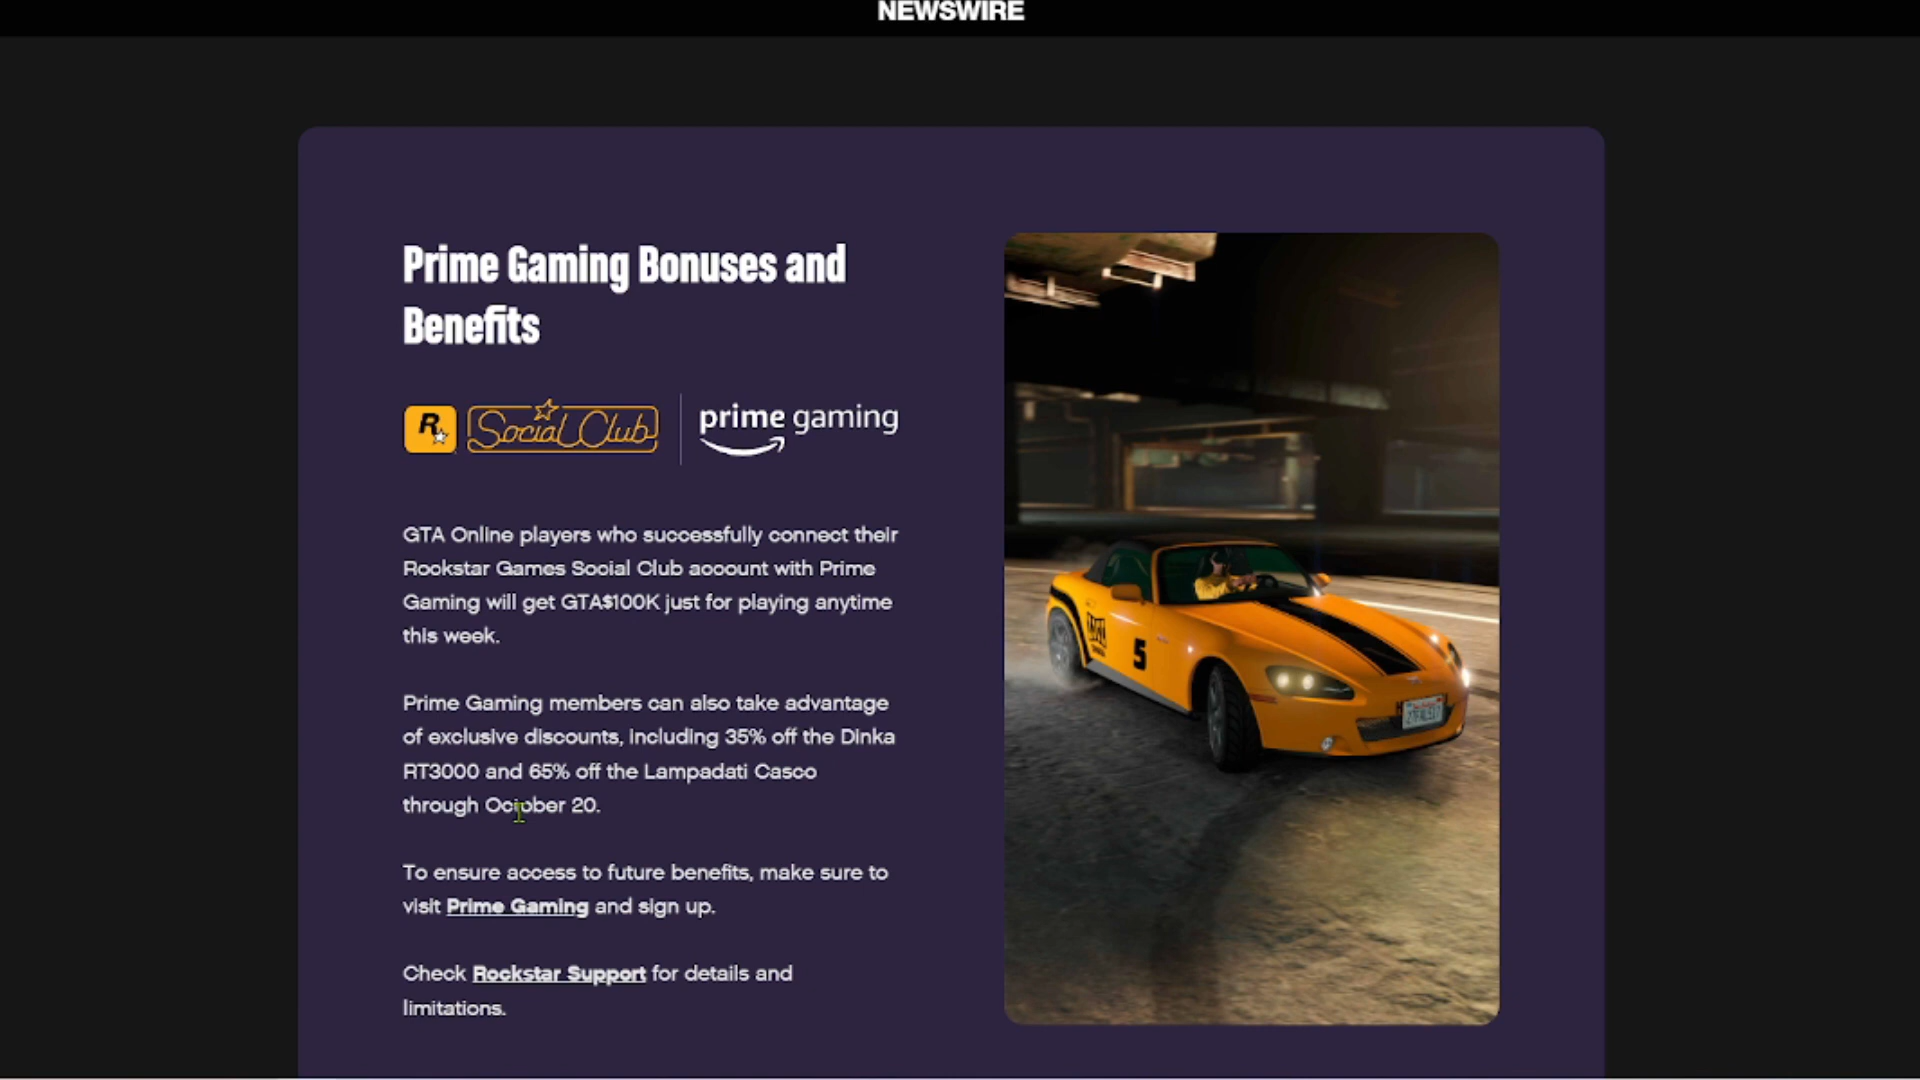 NEWSWIRE
Prime Gaming Bonuses and
Benefits
R Social Club prime gaming
GTA Online players who successfully connect their
Rockstar Games Social Club account with Prime
Gaming will get GTA$100K just for playing anytime
this week.
Prime Gaming members can also take advantage
of exclusive discounts, including 35% off the Dinka
RT3000 and 65% off the Lampadati Casco
through October 20.
To ensure access to future benefits, make sure to
visit Prime Gaming and sign up.
Check Rockstar Support for details and
limitations.
5